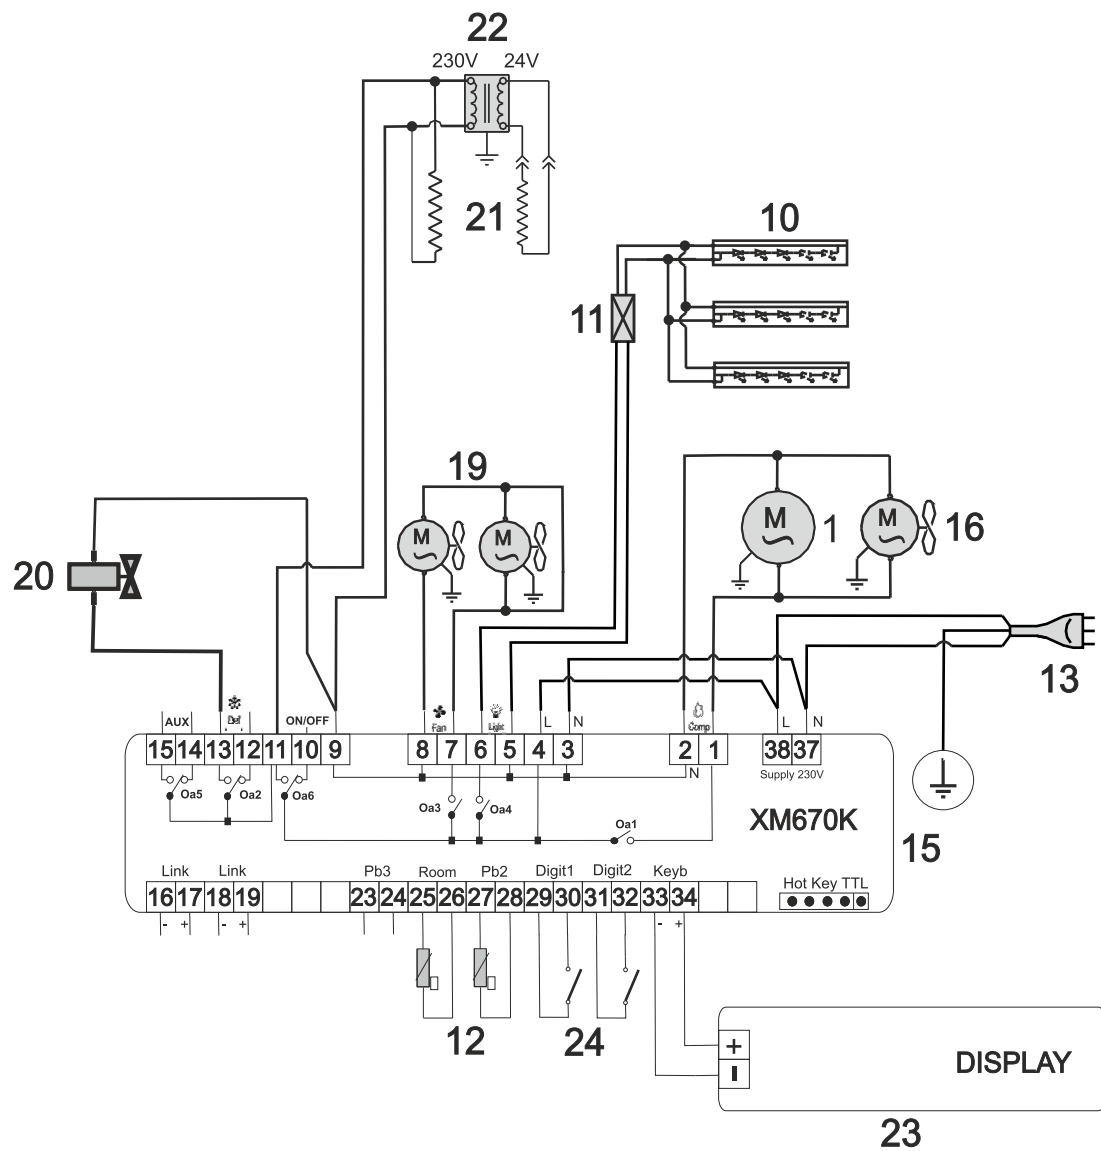 22
230V 24V
21
10
11
19
M M
M 1 M 16
20
13
AUX Def ON/OFF Fan Light L N Comp L N
15 14 13 12 11 10 9 8 7 6 5 4 3 2 1 38 37
N Supply 230V
Oa5 Oa2 Oa6 Oa3 Oa4 Oa1
XM670K
15
Link Link Pb3 Room Pb2 Digit1 Digit2 Keyb Hot Key TTL
16 17 18 19 23 24 25 26 27 28 29 30 31 32 33 34
- + - + - +
12 24
+
DISPLAY
-
23